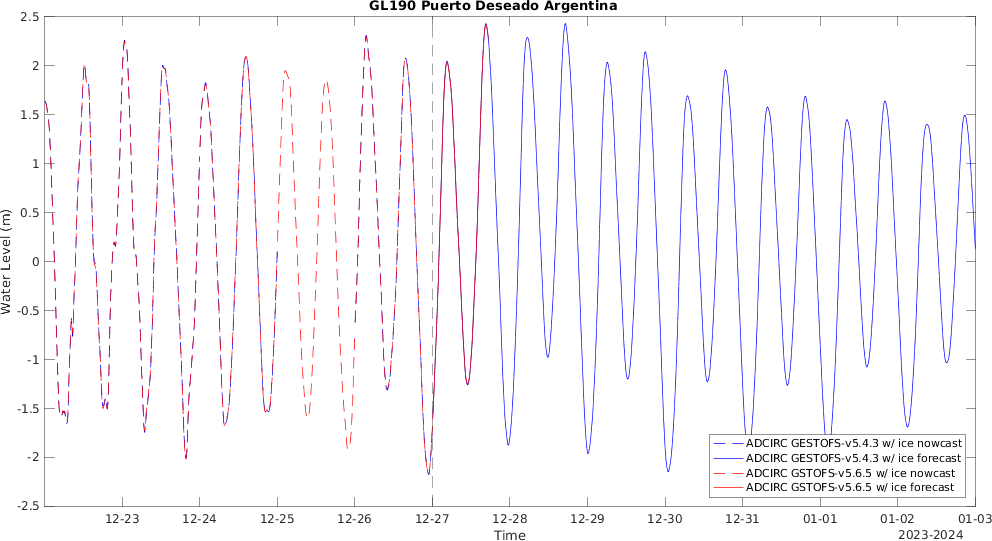 GL190 Puerto Deseado Argentina
2.5
2
1.5
1
0.5
0
-0.5
-1
-1.5
-2
-2.5
Water Level (m)
12-23 12-24 12-25 12-26 12-27 12-28 12-29 12-30 12-31 01-01 01-02 01-03
Time
2023-2024
ADCIRC GESTOFS-v5.4.3 w/ ice nowcast
ADCIRC GESTOFS-v5.4.3 w/ ice forecast
ADCIRC GSTOFS-v5.6.5 w/ ice nowcast
ADCIRC GSTOFS-v5.6.5 w/ ice forecast